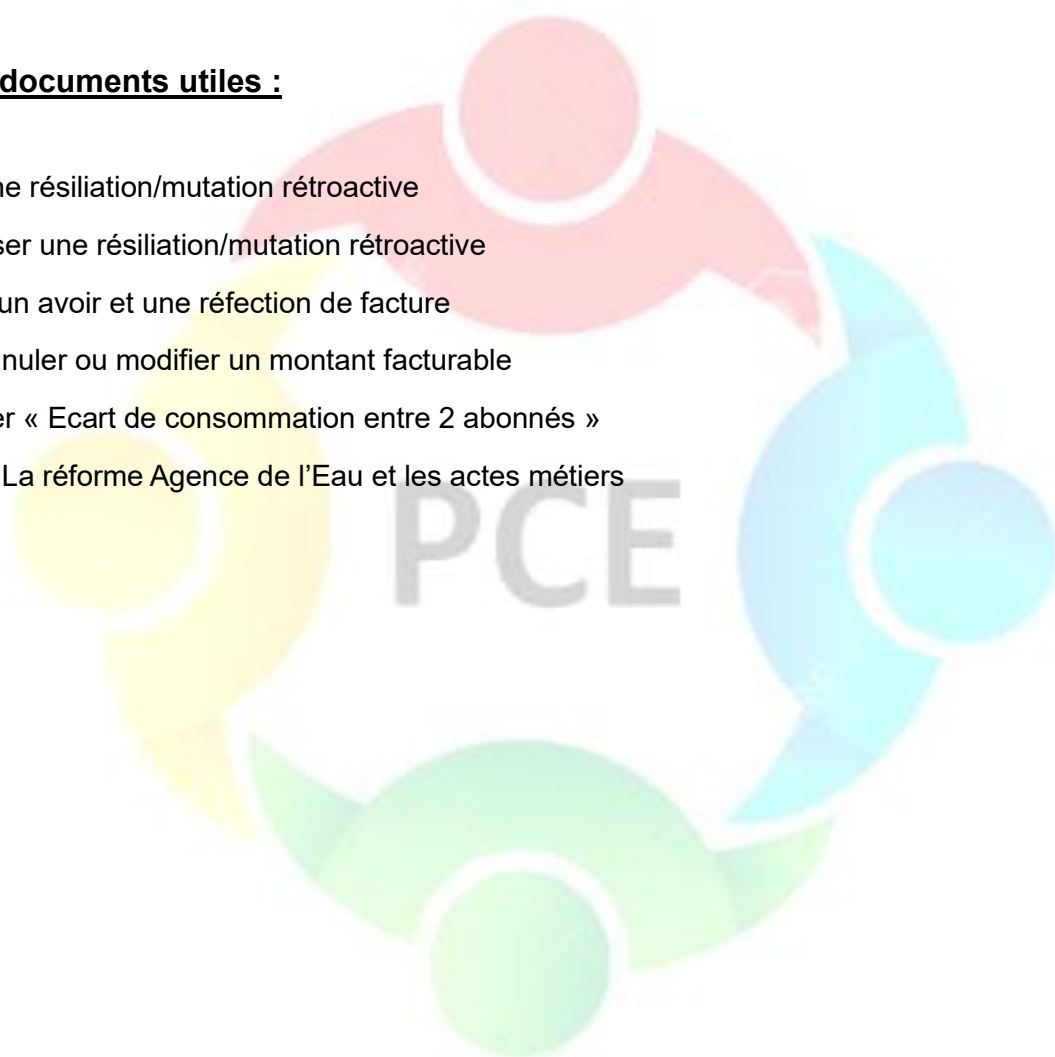 documents utiles :
ne résiliation/mutation rétroactive
ser une résiliation/mutation rétroactive
un avoir et une réfection de facture
nuler ou modifier un montant facturable
er « Ecart de consommation entre 2 abonnés »
La réforme Agence de l'Eau et les actes métiers
PCE